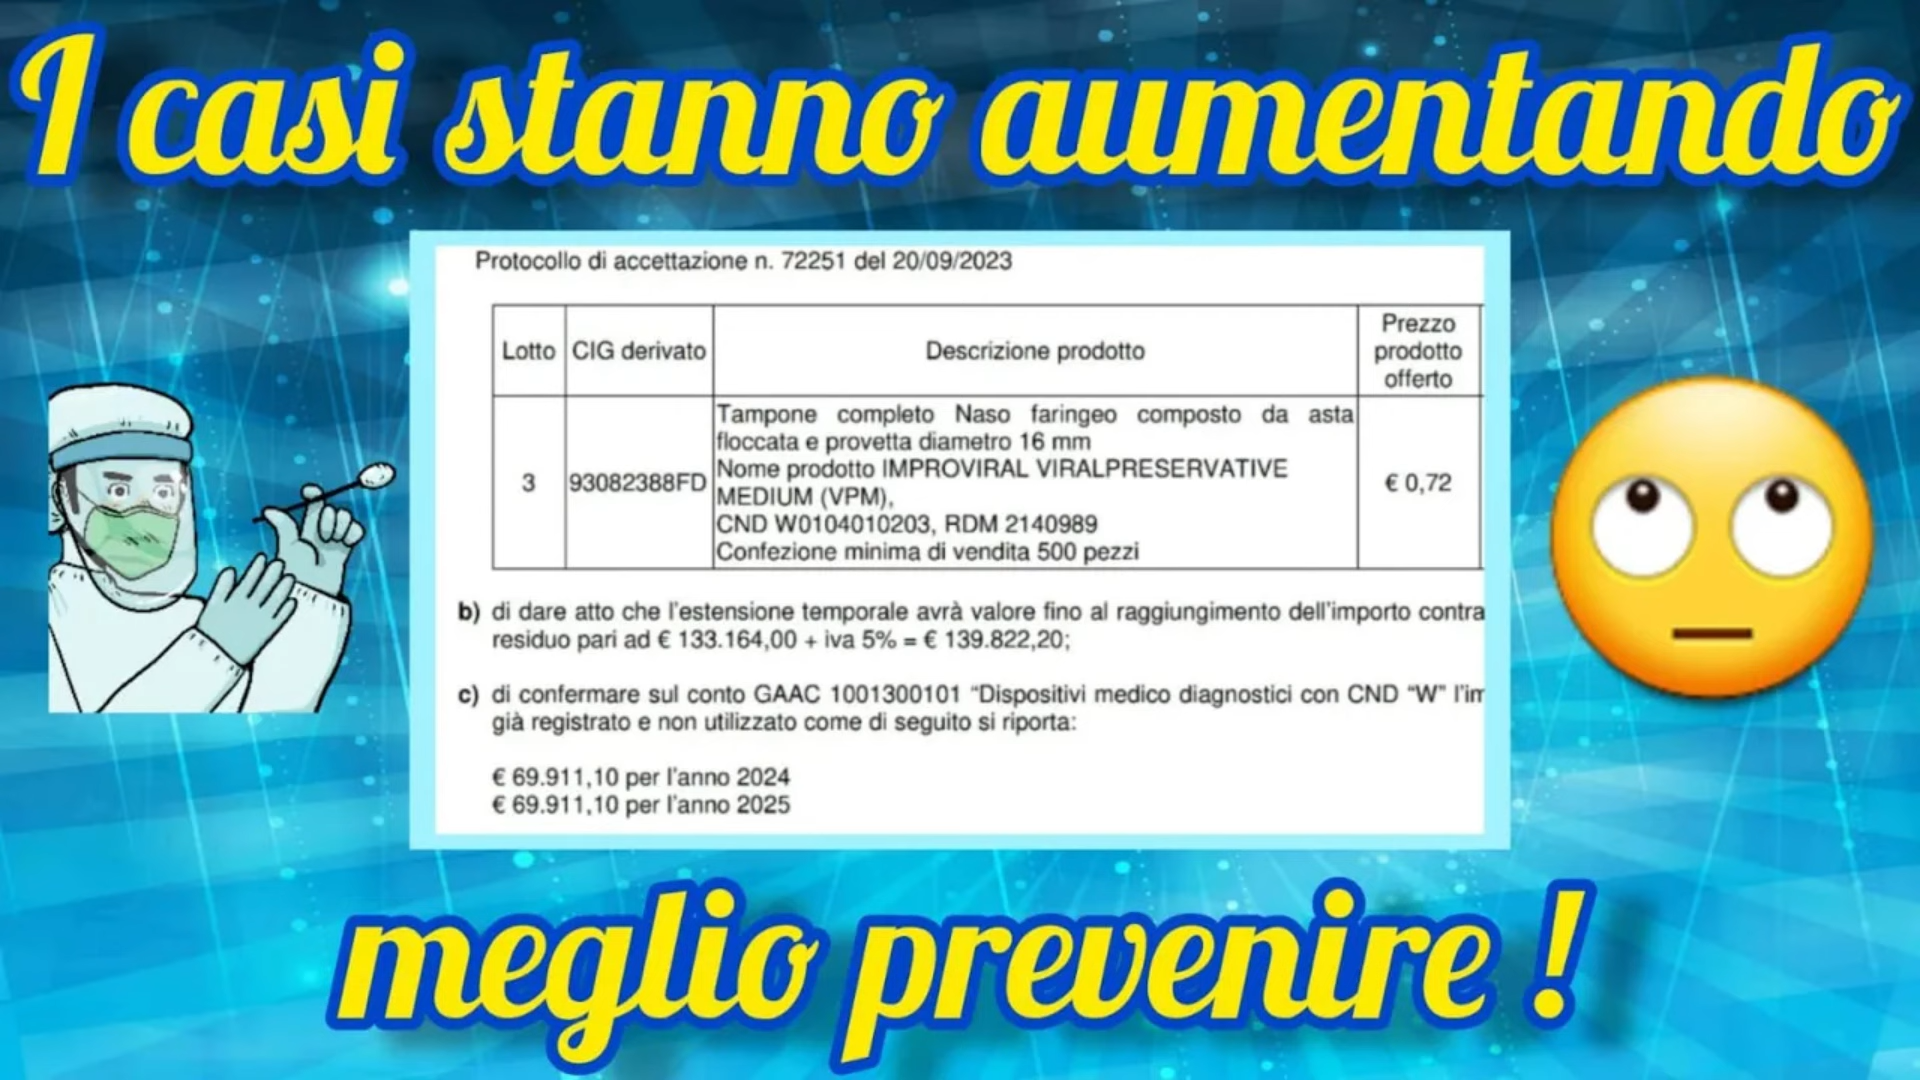 I casi stanno aumentando
Protocollo di accettazione n. 72251 del 20/09/2023
Lotto
CIG derivato
Descrizione prodotto
Prezzo
prodotto
offerto
3
93082388FD
Tampone completo Naso faringeo composto da asta
floccata e provetta diametro 16 mm
Nome prodotto IMPROVIRAL VIRALPRESERVATIVE
MEDIUM (VPM),
CND W0104010203, RDM 2140989
Confezione minima di vendita 500 pezzi
€ 0,72
b) di dare atto che l'estensione temporale avrà valore fino al raggiungimento dell'importo contra
residuo pari ad € 133.164,00 + iva 5% = € 139.822,20;
c) di confermare sul conto GAAC 1001300101 “Dispositivi medico diagnostici con CND “W” l'im
già registrato e non utilizzato come di seguito si riporta:
€ 69.911,10 per l'anno 2024
€ 69.911,10 per l'anno 2025
meglio prevenire !